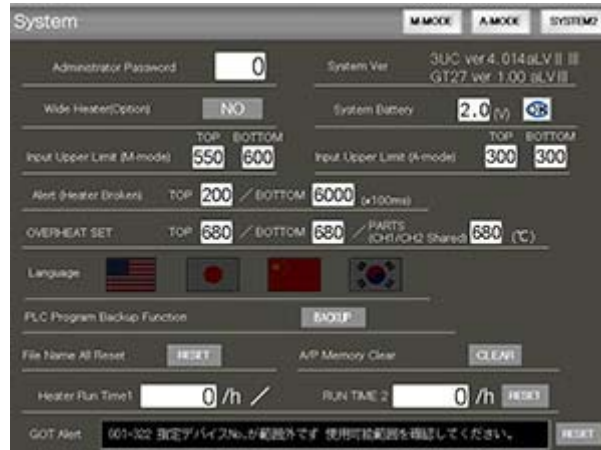 System M-MODE A-MODE SYSTEM2
Administrator Password 0 System Ver 3UC ver4.014αLVⅡ Ⅲ
GT27 ver 1.00 αLVⅢ
Wide Heater(Option) NO System Battery 2.0 (V) OK
TOP BOTTOM TOP BOTTOM
Input Upper Limit (M-mode) 550 600 Input Upper Limit (A-mode) 300 300
Alert (Heater Broken) TOP 200 / BOTTOM 6000 (×100ms)
OVERHEAT SET TOP 680 / BOTTOM 680 / PARTS (CH1/CH2 Shared) 680 (℃)
Language
PLC Program Backup Function BACKUP
File Name All Reset RESET A/P Memory Clear CLEAR
Heater Run Time1 0 /h / RUN TIME 2 0 /h RESET
GOT Alert 001-322 指定デバイスNo.が範囲外です 使用可能範囲を確認してください。 RESET